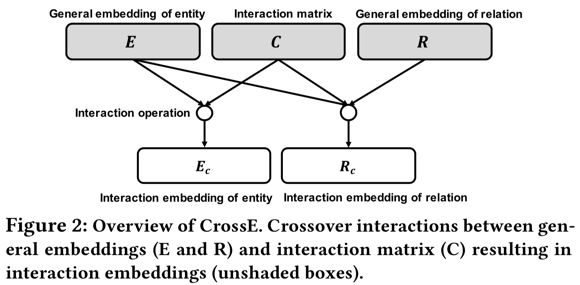 General embedding of entity Interaction matrix General embedding of relation
E C R
Interaction operation
E_c R_c
Interaction embedding of entity Interaction embedding of relation
Figure 2: Overview of CrossE. Crossover interactions between gen-
eral embeddings (E and R) and interaction matrix (C) resulting in
interaction embeddings (unshaded boxes).